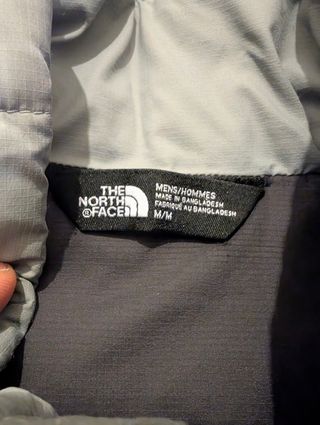 THE
NORTH
®FACE
MENS/HOMMES
MADE IN BANGLADESH
FABRIQUÉ AU BANGLADESH
M/M